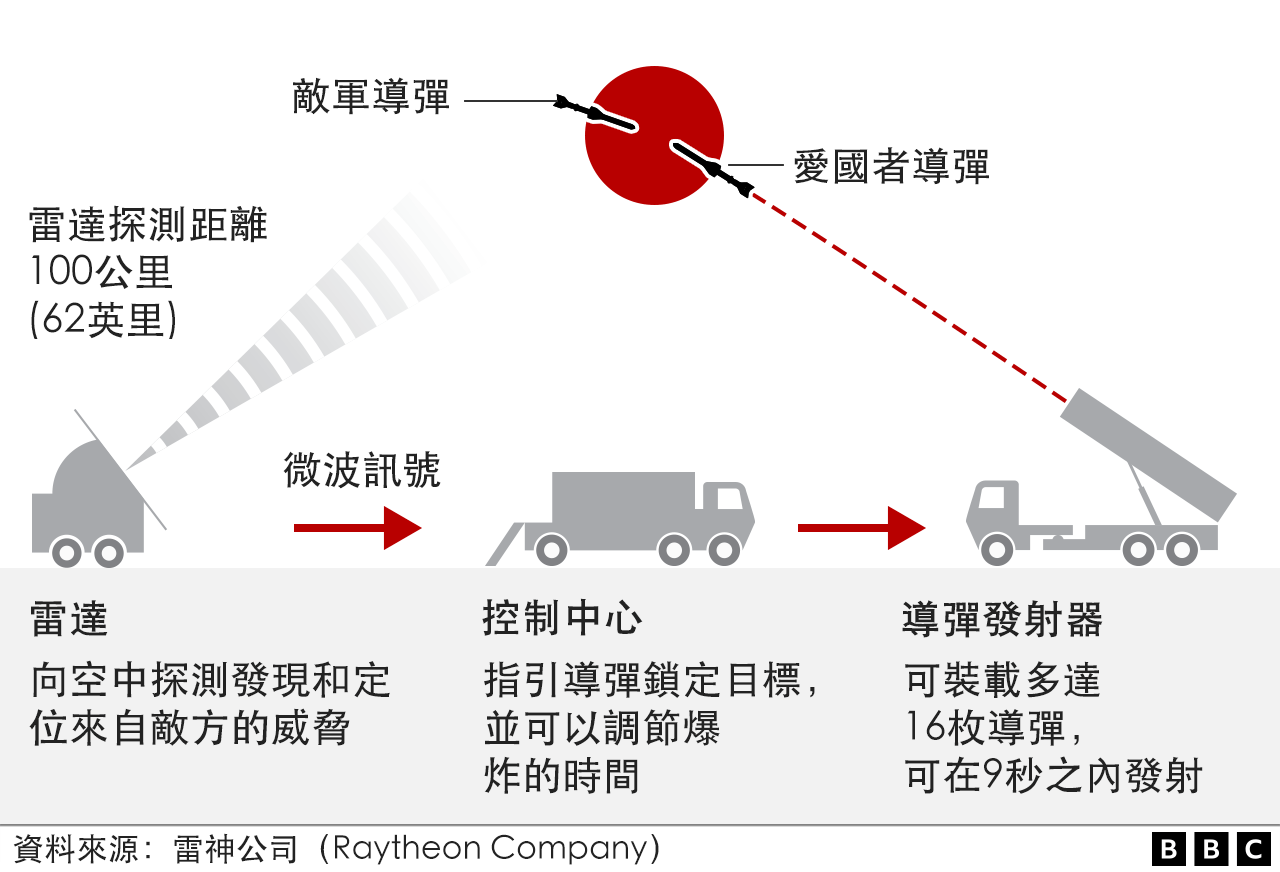 敵軍導彈
愛國者導彈
雷達探測距離
100公里
(62英里)
微波訊號
雷達
向空中探測發現和定
位來自敵方的威脅
控制中心
指引導彈鎖定目標，
並可以調節爆
炸的時間
導彈發射器
可裝載多達
16枚導彈，
可在9秒之內發射
資料來源：雷神公司（Raytheon Company）
BBC